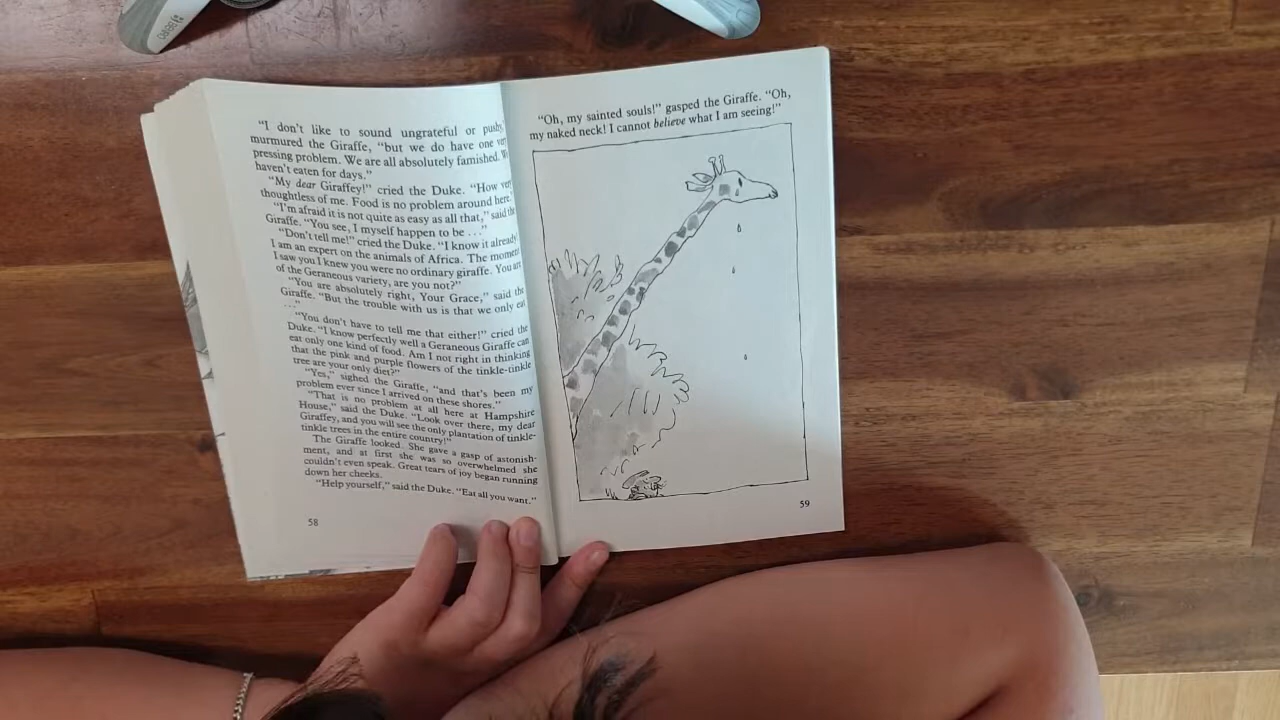 “I don't like to sound ungrateful or pushy,”
murmured the Giraffe, “but we do have one very
pressing problem. We are all absolutely famished. We
haven't eaten for days.”
“My dear Giraffey!” cried the Duke. “How very
thoughtless of me. Food is no problem around here.”
“I'm afraid it is not quite as easy as all that,” said the
Giraffe. “You see, I myself happen to be . . .”
“Don't tell me!” cried the Duke. “I know it already!
I am an expert on the animals of Africa. The moment
I saw you I knew you were no ordinary giraffe. You are
of the Geraneous variety, are you not?”
“You are absolutely right, Your Grace,” said the
Giraffe. “But the trouble with us is that we only eat
. . .”
“You don't have to tell me that either!” cried the
Duke. “I know perfectly well a Geraneous Giraffe can
eat only one kind of food. Am I not right in thinking
that the pink and purple flowers of the tinkle-tinkle
tree are your only diet?”
“Yes,” sighed the Giraffe, “and that's been my
problem ever since I arrived on these shores.”
“That is no problem at all here at Hampshire
House,” said the Duke. “Look over there, my dear
Giraffey, and you will see the only plantation of tinkle-
tinkle trees in the entire country!”
The Giraffe looked. She gave a gasp of astonish-
ment, and at first she was so overwhelmed she
couldn't even speak. Great tears of joy began running
down her cheeks.
“Help yourself,” said the Duke. “Eat all you want.”
58
“Oh, my sainted souls!” gasped the Giraffe. “Oh,
my naked neck! I cannot believe what I am seeing!”
59